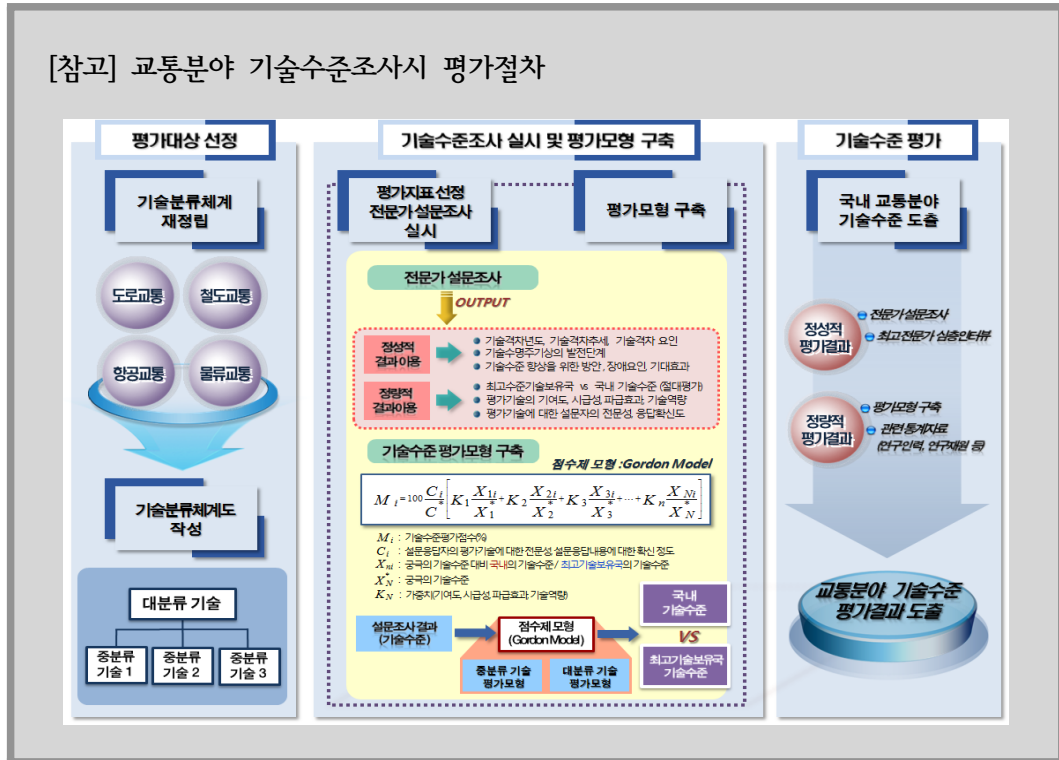 [참고] 교통분야 기술수준조사시 평가절차
평가대상 선정
기술분류체계
재정립
도로교통
철도교통
항공교통
물류교통
기술분류체계도
작성
대분류 기술
중분류
기술 1
중분류
기술 2
중분류
기술 3
기술수준조사 실시 및 평가모형 구축
평가지표 선정
전문가 설문조사
실시
평가모형 구축
전문가 설문조사
OUTPUT
정성적
결과이용
기술격차년도, 기술격차추세, 기술격차 요인
기술수명주기상의 발전단계
기술수준 향상을 위한 방안, 장애요인, 기대효과
정량적
결과이용
최고수준기술보유국 vs 국내 기술수준 (절대평가)
평가기술의 기여도, 시급성, 파급효과, 기술역량
평가기술에 대한 설문자의 전문성, 응답확신도
기술수준 평가모형 구축
점수제 모형 : Gordon Model
M i = 100 C i / C* [ K 1 X 1i / X 1* + K 2 X 2i / X 2* + K 3 X 3i / X 3* + ··· + K n X Ni / X N* ]
M i : 기술수준평가점수(%)
C i : 설문응답자의 평가기술에 대한 전문성, 설문응답내용에 대한 확신 정도
X ni : 궁극의 기술수준 대비 국내의 기술수준 / 최고기술보유국의 기술수준
X N* : 궁극의 기술수준
K N : 가중치(기여도, 시급성, 파급효과, 기술역량)
설문조사 결과
(기술수준)
점수제 모형
(Gordon Model)
중분류 기술
평가모형
대분류 기술
평가모형
국내
기술수준
VS
최고기술보유국
기술수준
기술수준 평가
국내 교통분야
기술수준 도출
정성적
평가결과
전문가 설문조사
최고 전문가 심층인터뷰
정량적
평가결과
평가모형 구축
관련 통계자료
(연구인력, 연구재원 등)
교통분야 기술수준
평가결과 도출